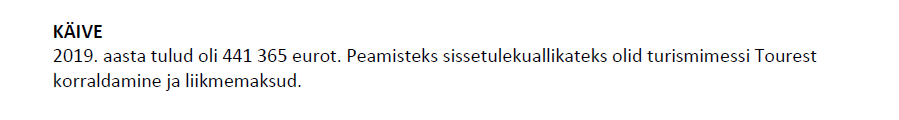 KÄIVE
2019. aasta tulud oli 441 365 eurot. Peamisteks sissetulekuallikateks olid turismimessi Tourest
korraldamine ja liikmemaksud.